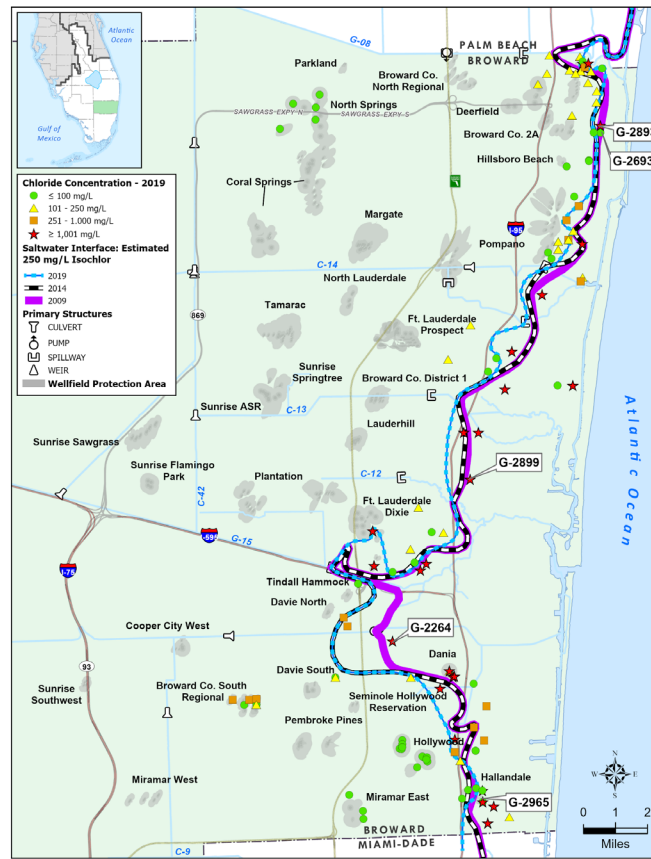 Atlantic
Ocean
Gulf of
Mexico
Chloride Concentration - 2019
≤ 100 mg/L
101 - 250 mg/L
251 - 1.000 mg/L
≥ 1,001 mg/L
Saltwater Interface: Estimated
250 mg/L Isochlor
2019
2014
2009
Primary Structures
CULVERT
PUMP
SPILLWAY
WEIR
Wellfield Protection Area
G-08
PALM BEACH
BROWARD
Parkland
Broward Co.
North Regional
North Springs
SAWGRASS-EXPY-N
SAWGRASS-EXPY-S
Deerfield
G-2893
Broward Co. 2A
G-2693
Hillsboro Beach
Coral Springs
Margate
I-95
Pompano
C-14
North Lauderdale
869
Tamarac
Ft. Lauderdale
Prospect
Sunrise
Springtree
Broward Co. District 1
Sunrise ASR
C-13
Lauderhill
Atlantic Ocean
Sunrise Sawgrass
Sunrise Flamingo
Park
Plantation
C-12
G-2899
C-42
Ft. Lauderdale
Dixie
G-15
I-595
I-75
Tindall Hammock
Davie North
Cooper City West
G-2264
93
Dania
Sunrise
Southwest
Broward Co. South
Regional
Davie South
Seminole Hollywood
Reservation
Pembroke Pines
Hollywood
Miramar West
Hallandale
Miramar East
G-2965
N
W
E
S
BROWARD
MIAMI-DADE
C-9
0 1 2
Miles